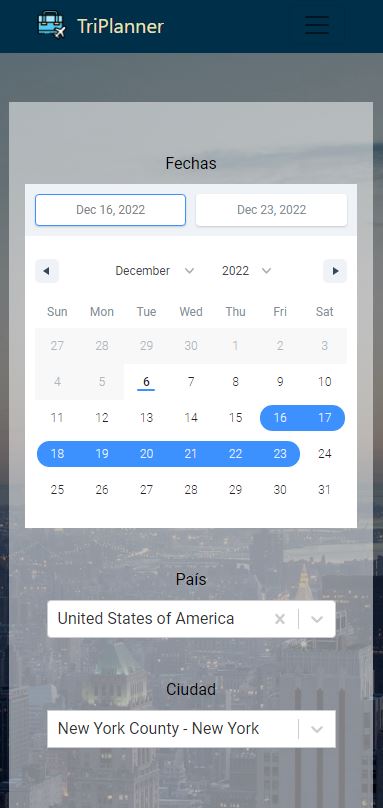 TriPlanner
Fechas
Dec 16, 2022 Dec 23, 2022
December 2022
Sun Mon Tue Wed Thu Fri Sat
27 28 29 30 1 2 3
4 5 6 7 8 9 10
11 12 13 14 15 16 17
18 19 20 21 22 23 24
25 26 27 28 29 30 31
País
United States of America
Ciudad
New York County - New York